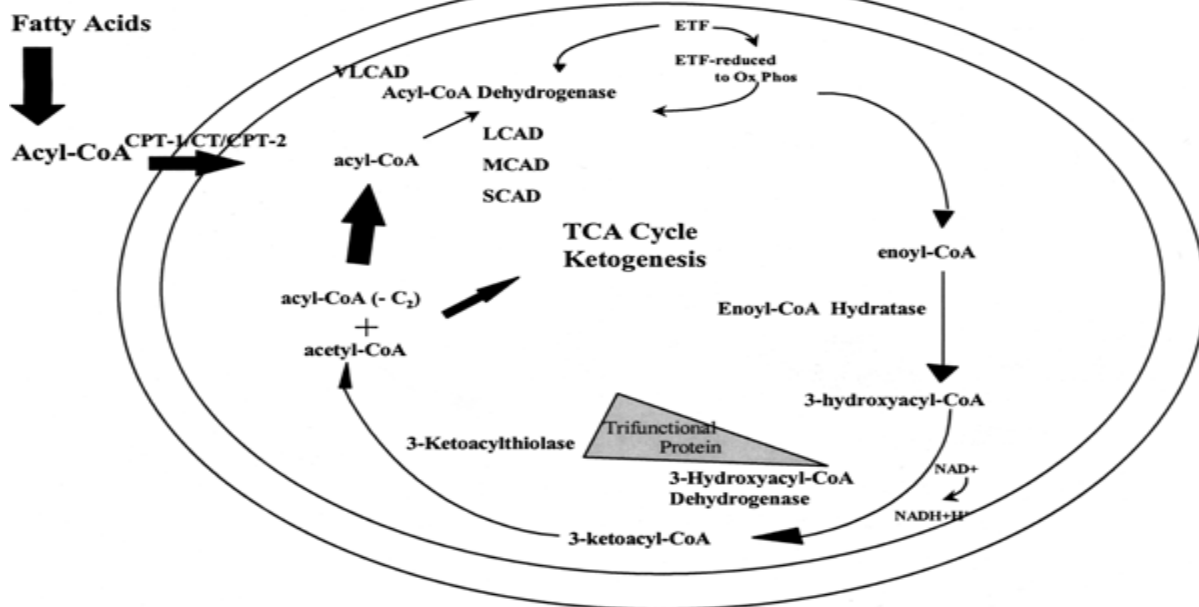 Fatty Acids
ETF
ETF-reduced
to Ox Phos
VLCAD
Acyl-CoA Dehydrogenase
CPT-1/CT/CPT-2
Acyl-CoA
acyl-CoA
LCAD
MCAD
SCAD
TCA Cycle
Ketogenesis
enoyl-CoA
acyl-CoA (- C₂)
+
acetyl-CoA
Enoyl-CoA Hydratase
3-hydroxyacyl-CoA
Trifunctional
Protein
3-Ketoacylthiolase
3-Hydroxyacyl-CoA
Dehydrogenase
NAD+
NADH+H⁺
3-ketoacyl-CoA